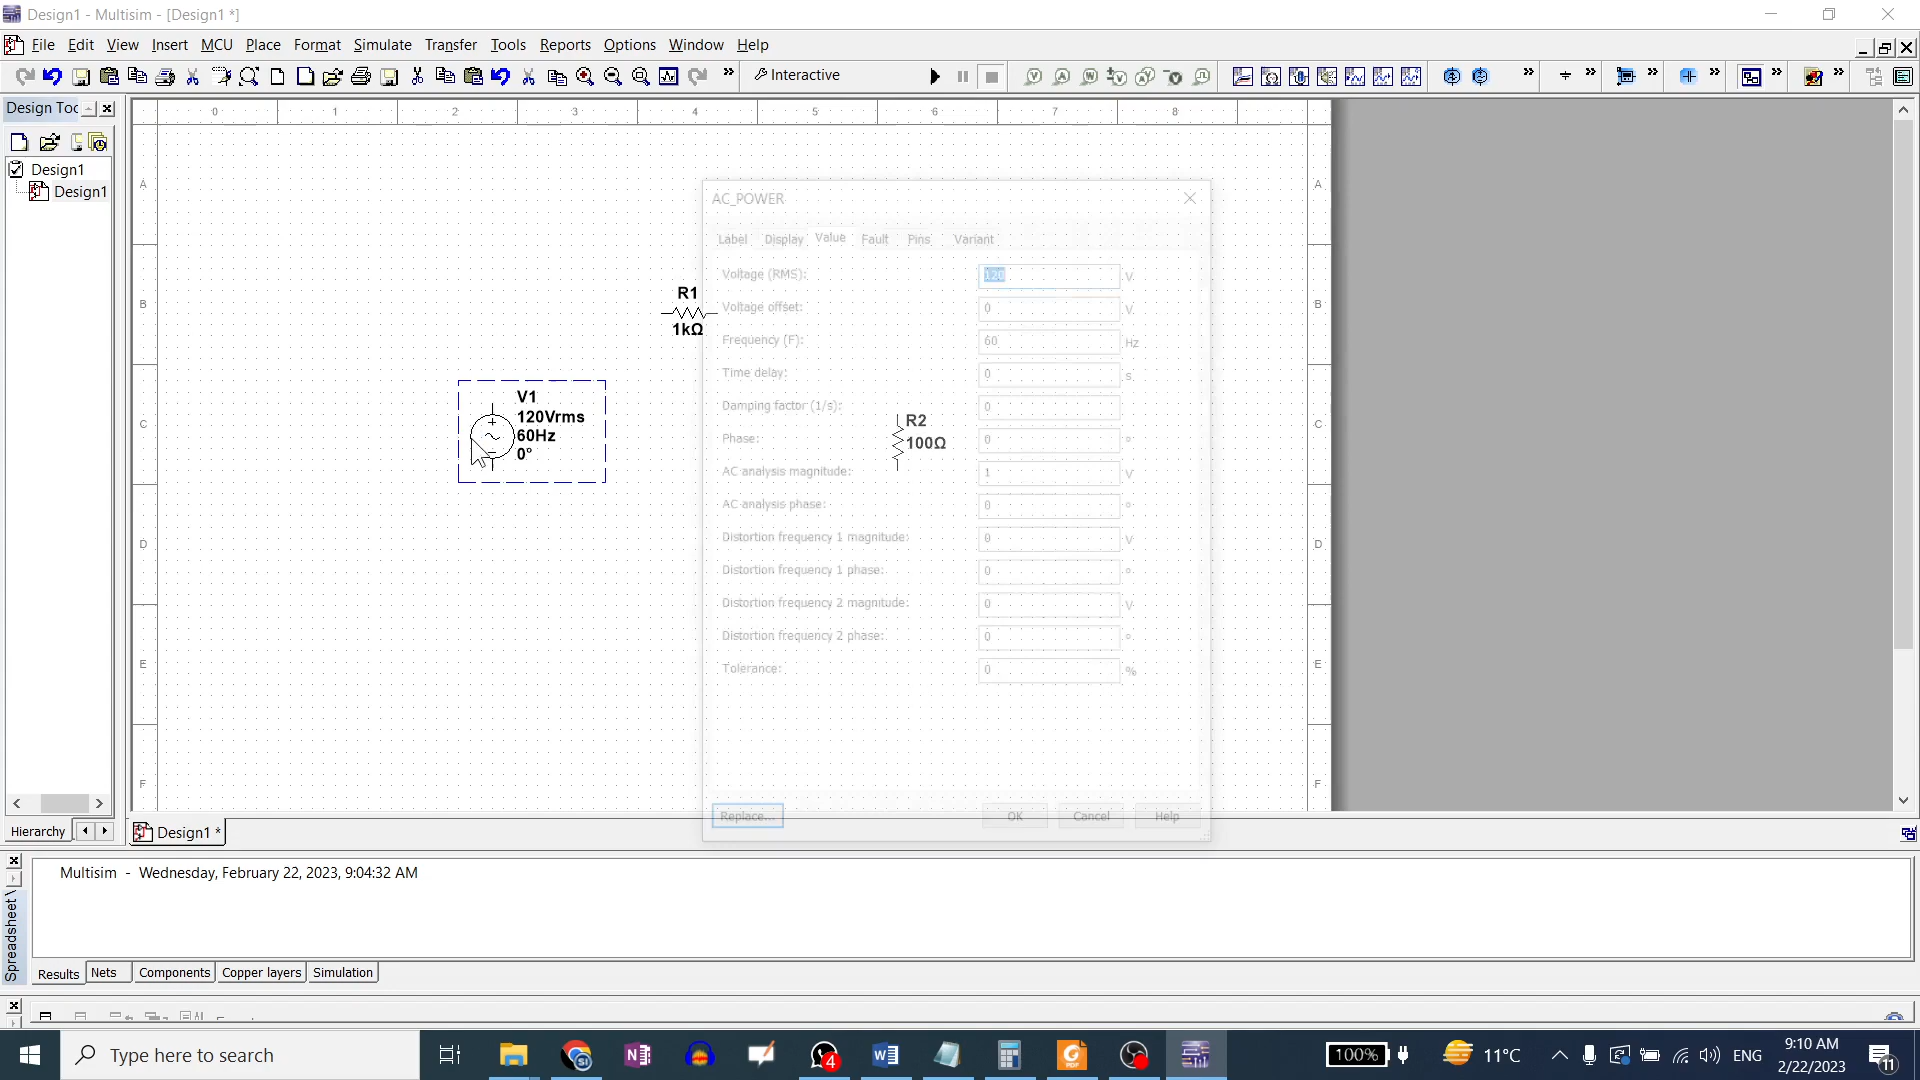 Design1 - Multisim - [Design1 *]
File Edit View Insert MCU Place Format Simulate Transfer Tools Reports Options Window Help
Interactive
Design Toc
Design1
Design1
0 1 2 3 4 5 6 7 8
A A
B B
C C
D D
E E
F F
R1
1kΩ
V1
120Vrms
60Hz
0°
R2
100Ω
AC_POWER
Label Display Value Fault Pins Variant
Voltage (RMS): 120 V
Voltage offset: 0 V
Frequency (F): 60 Hz
Time delay: 0 s
Damping factor (1/s): 0
Phase: 0 °
AC analysis magnitude: 1 V
AC analysis phase: 0 °
Distortion frequency 1 magnitude: 0 V
Distortion frequency 1 phase: 0 °
Distortion frequency 2 magnitude: 0 V
Distortion frequency 2 phase: 0 °
Tolerance: 0 %
Replace... OK Cancel Help
Hierarchy
Design1 *
Multisim - Wednesday, February 22, 2023, 9:04:32 AM
Spreadsheet
Results Nets Components Copper layers Simulation
Type here to search
4
100%
11°C
ENG
9:10 AM
2/22/2023
11